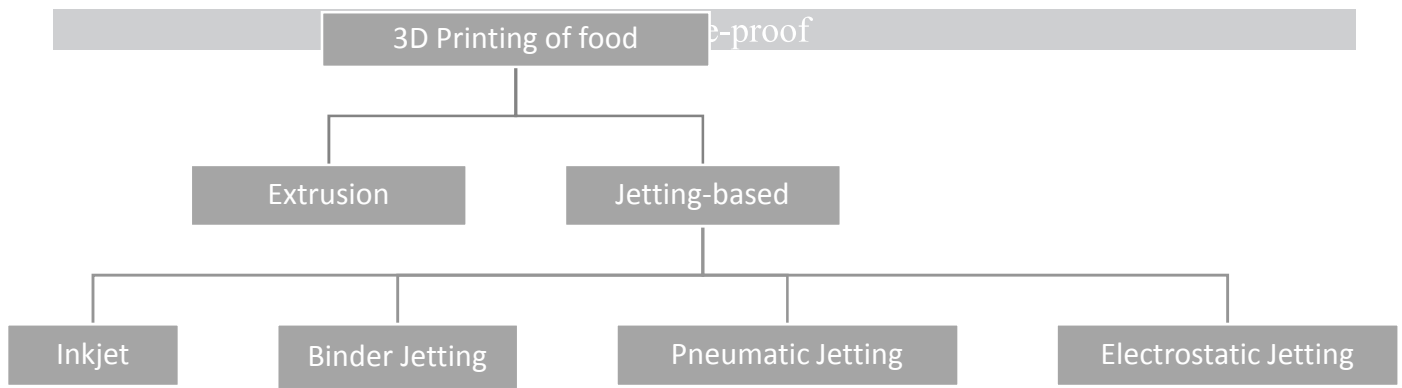 3D Printing of food
e-proof
Extrusion
Jetting-based
Inkjet
Binder Jetting
Pneumatic Jetting
Electrostatic Jetting